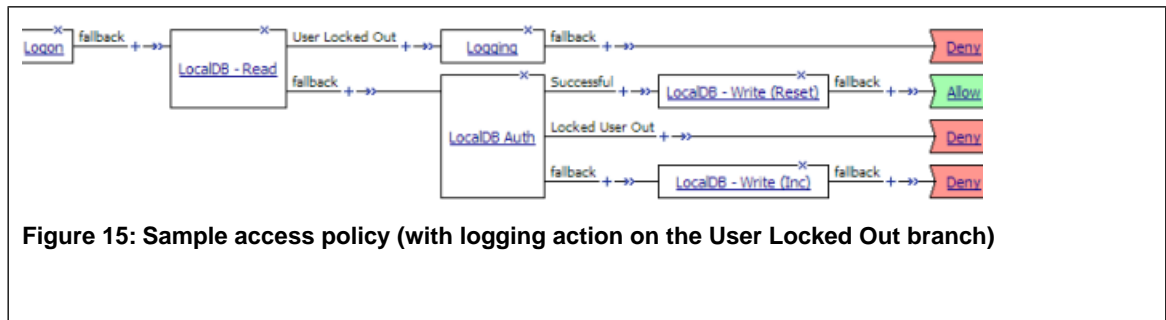 Logon
fallback
LocalDB - Read
User Locked Out
Logging
fallback
Deny
fallback
LocalDB Auth
Successful
LocalDB - Write (Reset)
fallback
Allow
Locked User Out
Deny
fallback
LocalDB - Write (Inc)
fallback
Deny
Figure 15: Sample access policy (with logging action on the User Locked Out branch)